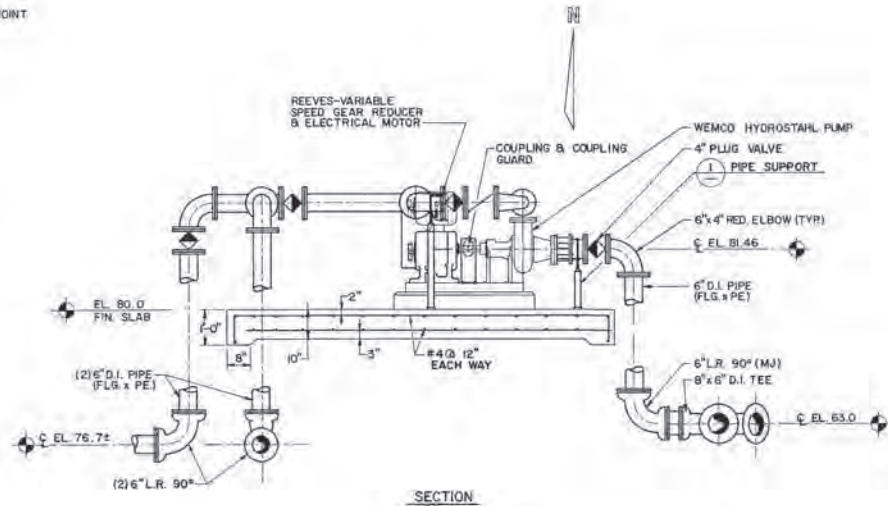 N
REEVES-VARIABLE
SPEED GEAR REDUCER
& ELECTRICAL MOTOR
COUPLING & COUPLING
GUARD
WEMCO HYDROSTAHL PUMP
4" PLUG VALVE
1 PIPE SUPPORT
6"x 4" RED. ELBOW (TYP.)
℄ EL. 81.46
6" D.I. PIPE
(FLG. x PE)
EL. 80.0
FIN. SLAB
1'-0"
2"
8"
10"
3"
#4 @ 12"
EACH WAY
(2) 6" D.I. PIPE
(FLG. x PE.)
6" L.R. 90° (MJ)
8"x 6" D.I. TEE
℄ EL. 76.7±
℄ EL. 63.0
(2) 6" L.R. 90°
SECTION